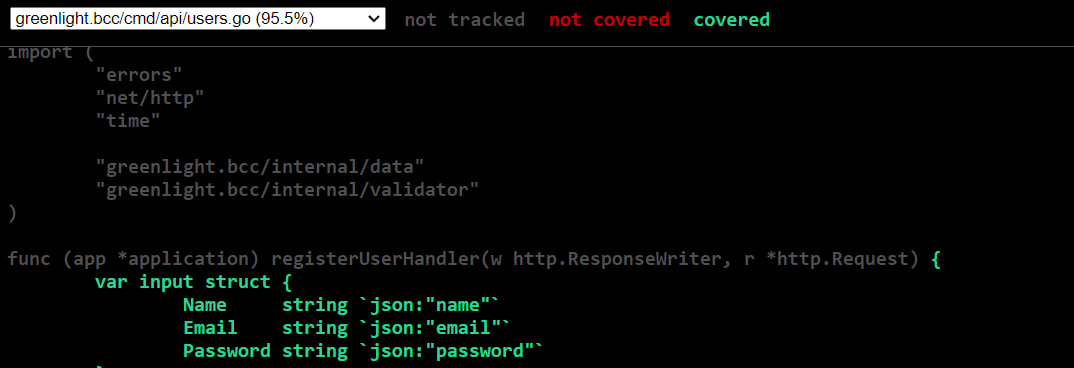 greenlight.bcc/cmd/api/users.go (95.5%) not tracked not covered covered
import (
"errors"
"net/http"
"time"
"greenlight.bcc/internal/data"
"greenlight.bcc/internal/validator"
)
func (app *application) registerUserHandler(w http.ResponseWriter, r *http.Request) {
var input struct {
Name string `json:"name"`
Email string `json:"email"`
Password string `json:"password"`